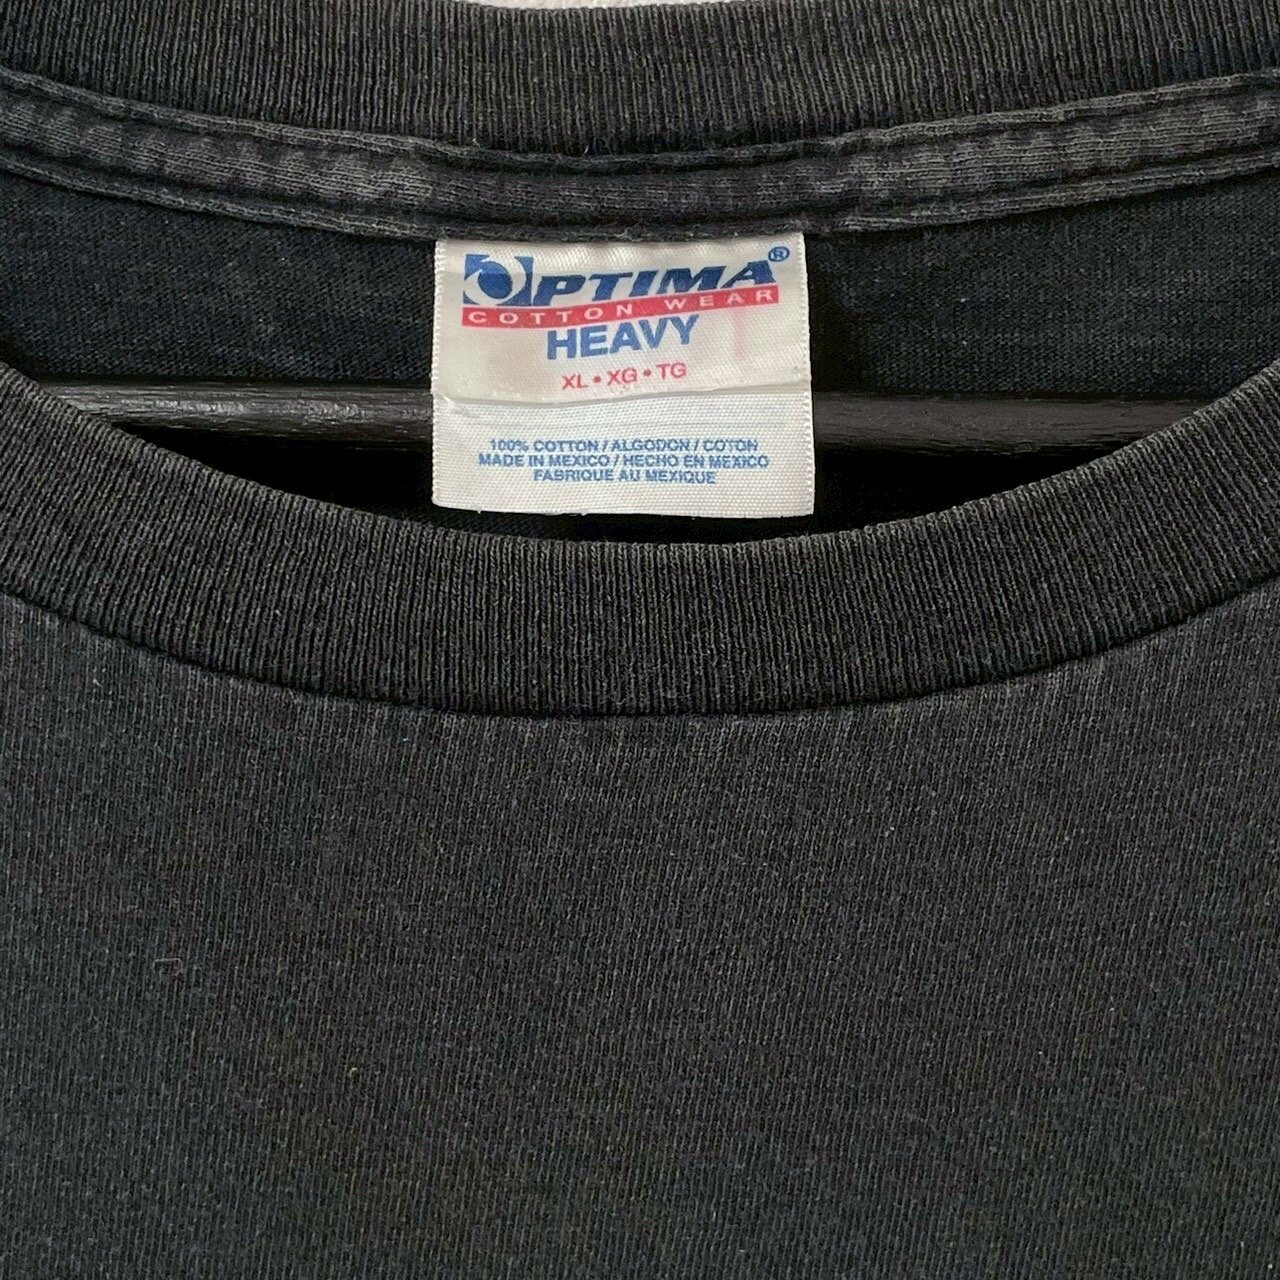 OPTIMA®
COTTON WEAR
HEAVY
XL • XG • TG
100% COTTON / ALGODON / COTON
MADE IN MEXICO / HECHO EN MEXICO
FABRIQUE AU MEXIQUE